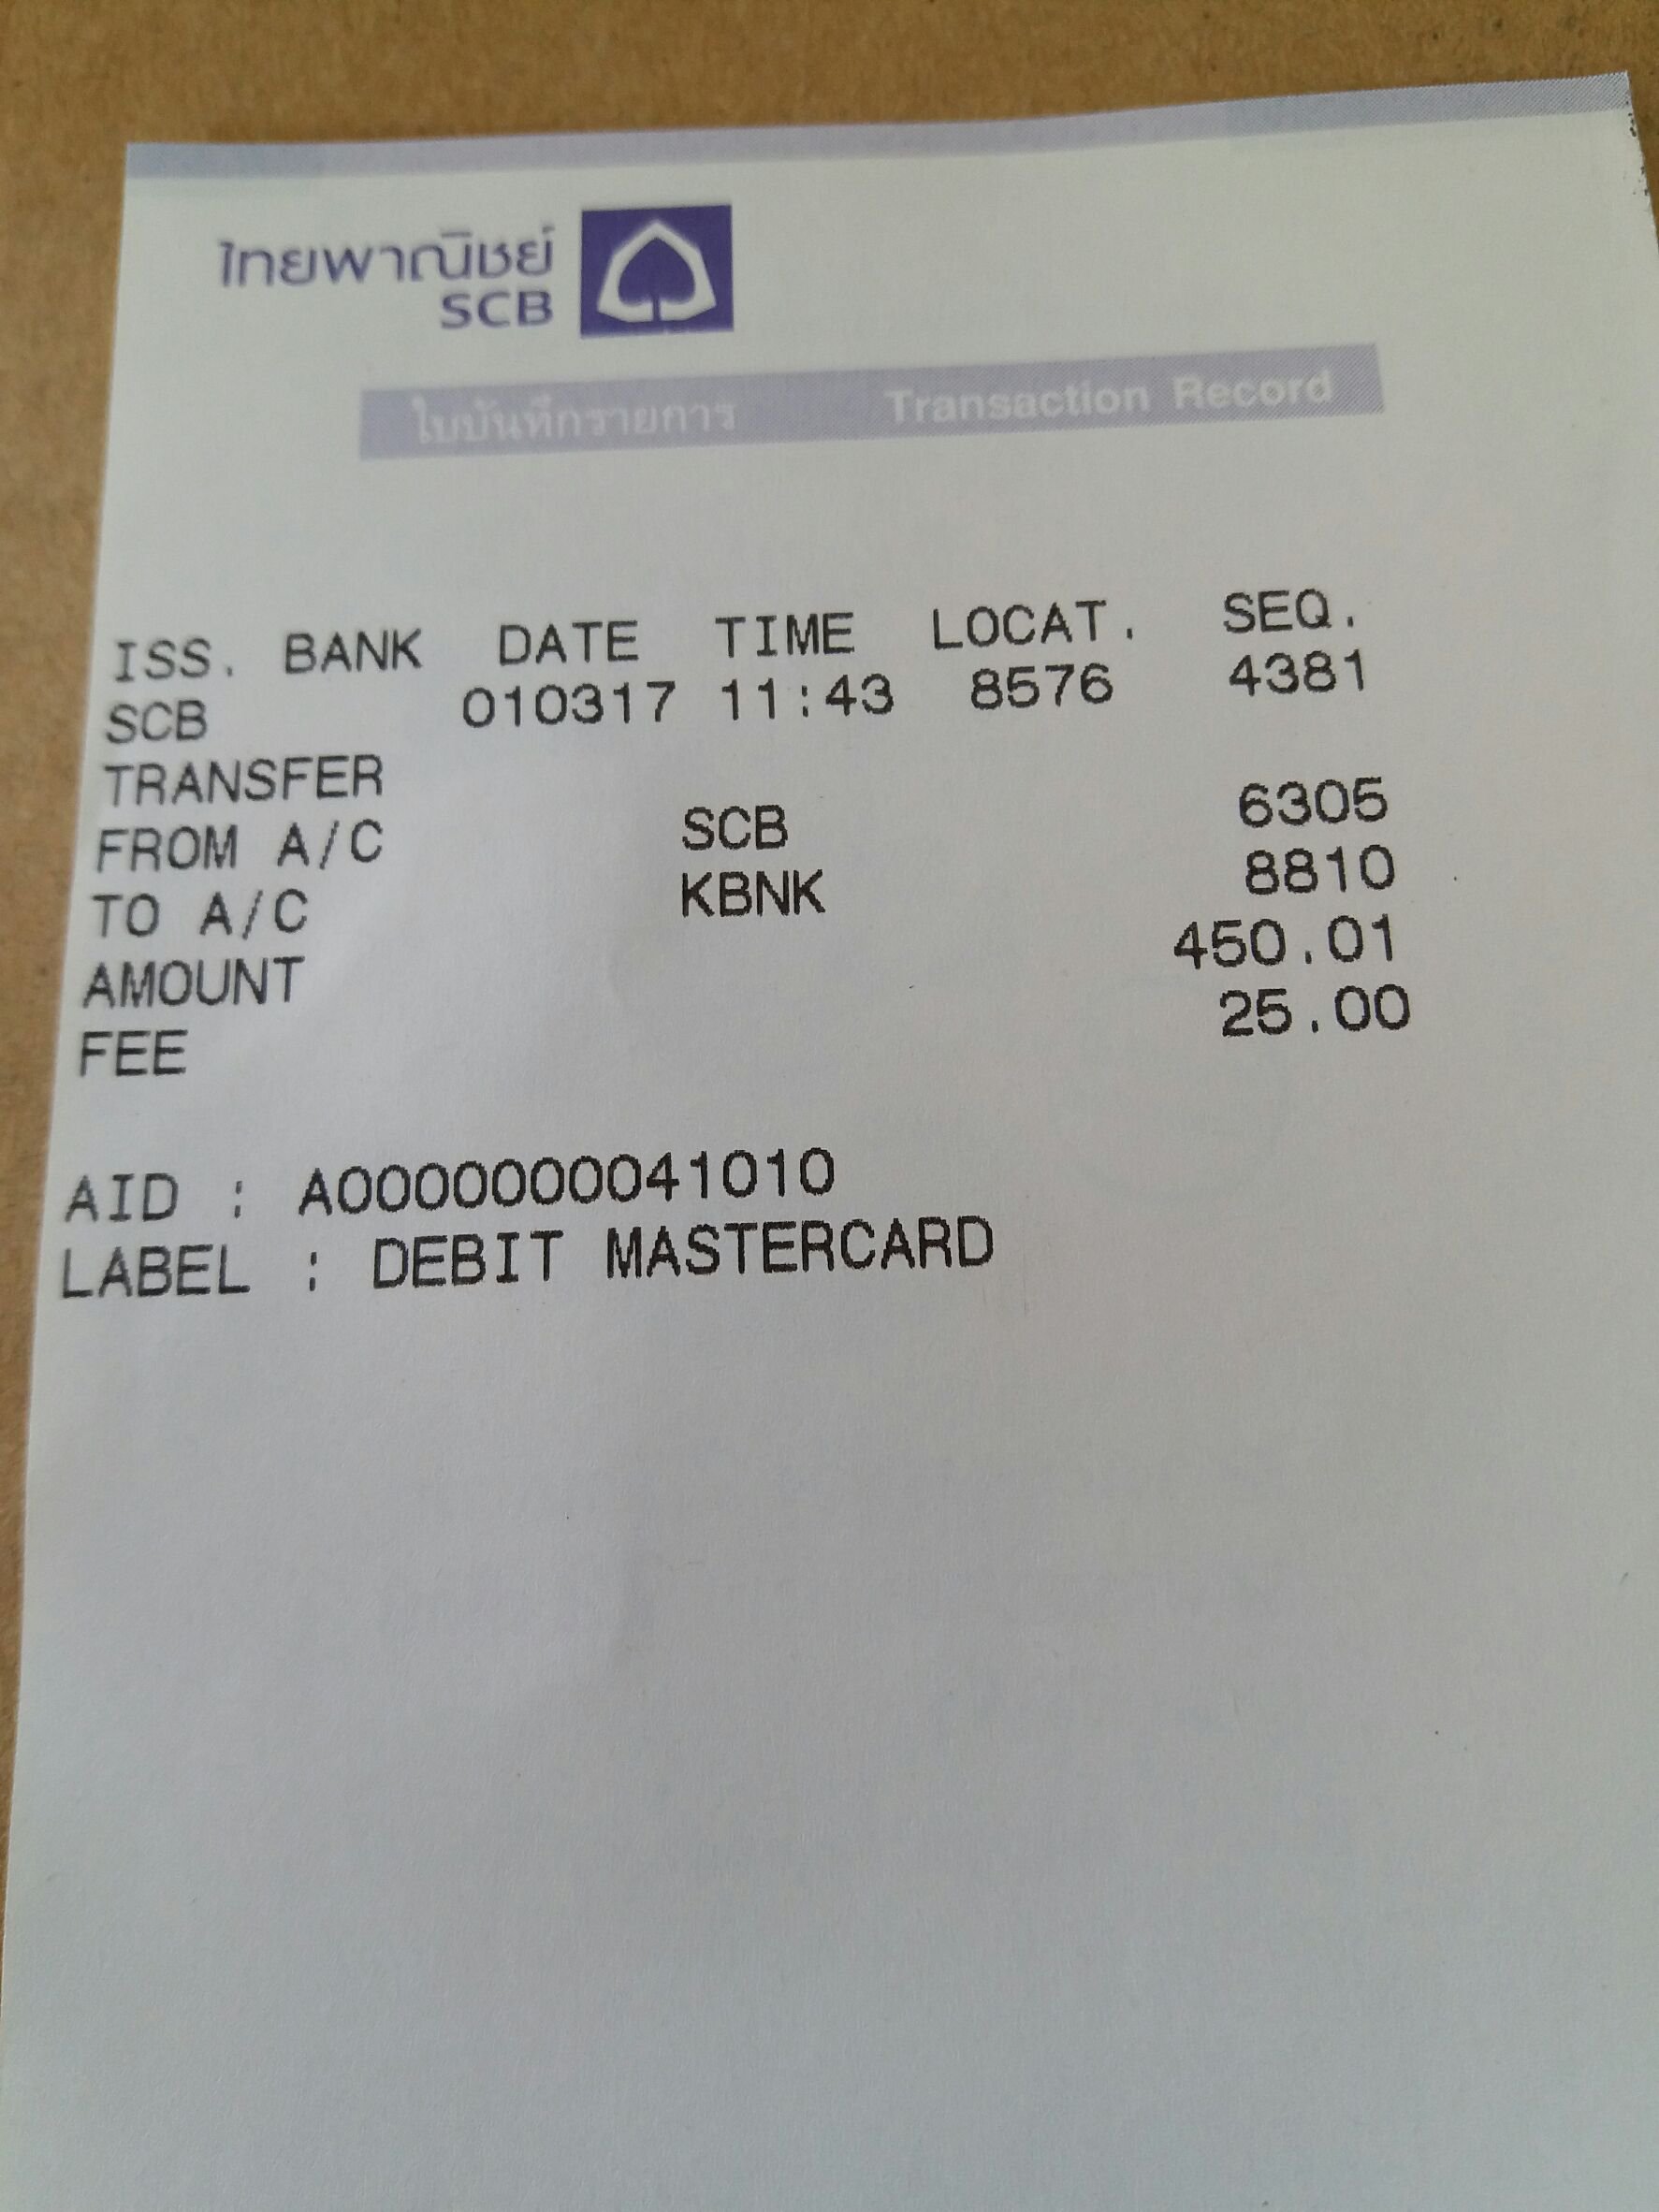 ไทยพาณิชย์
SCB
ใบบันทึกรายการ Transaction Record
ISS. BANK DATE TIME LOCAT. SEQ.
SCB 010317 11:43 8576 4381
TRANSFER
FROM A/C SCB 6305
TO A/C KBNK 8810
AMOUNT 450.01
FEE 25.00
AID : A0000000041010
LABEL : DEBIT MASTERCARD